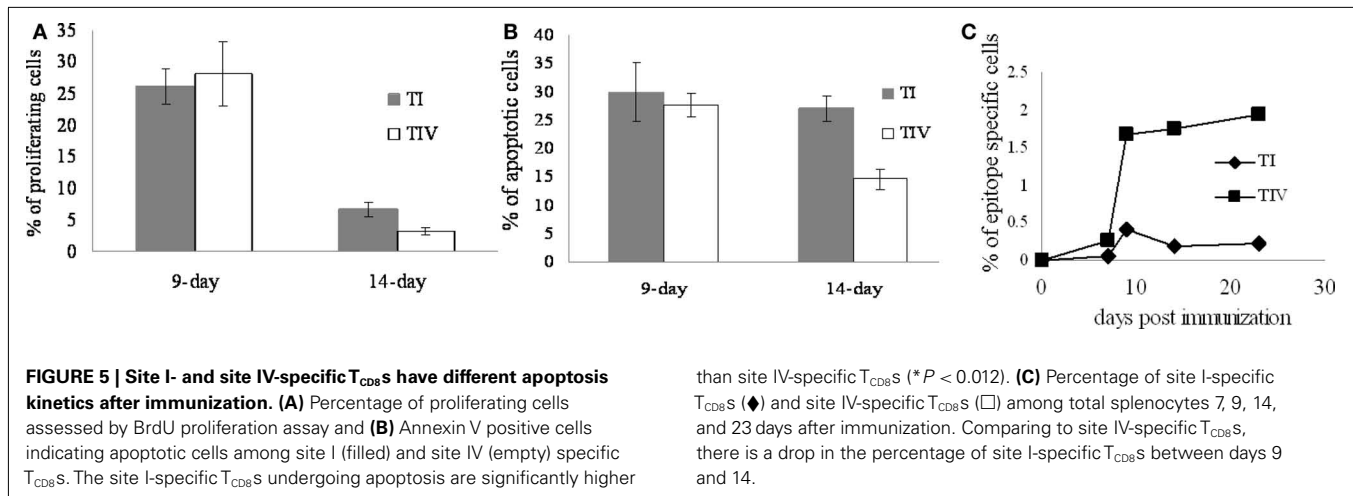 A
% of proliferating cells
35
30
25
20
15
10
5
0
TI
TIV
9-day
14-day
B
% of apoptotic cells
40
35
30
25
20
15
10
5
0
TI
TIV
9-day
14-day
C
% of epitope specific cells
2.5
2
1.5
1
0.5
0
TI
TIV
0
10
20
30
days post immunization
FIGURE 5 | Site I- and site IV-specific TCD8s have different apoptosis
kinetics after immunization. (A) Percentage of proliferating cells
assessed by BrdU proliferation assay and (B) Annexin V positive cells
indicating apoptotic cells among site I (filled) and site IV (empty) specific
TCD8s. The site I-specific TCD8s undergoing apoptosis are significantly higher
than site IV-specific TCD8s (*P < 0.012). (C) Percentage of site I-specific
TCD8s (♦) and site IV-specific TCD8s (□) among total splenocytes 7, 9, 14,
and 23 days after immunization. Comparing to site IV-specific TCD8s,
there is a drop in the percentage of site I-specific TCD8s between days 9
and 14.